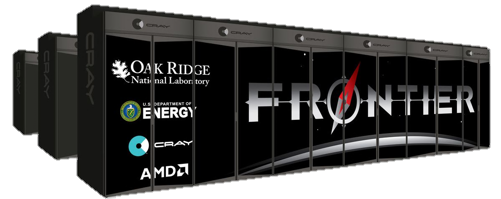 CRAY
CRAY
OAK RIDGE
National Laboratory
U.S. DEPARTMENT OF
ENERGY
CRAY
AMD
FRONTIER